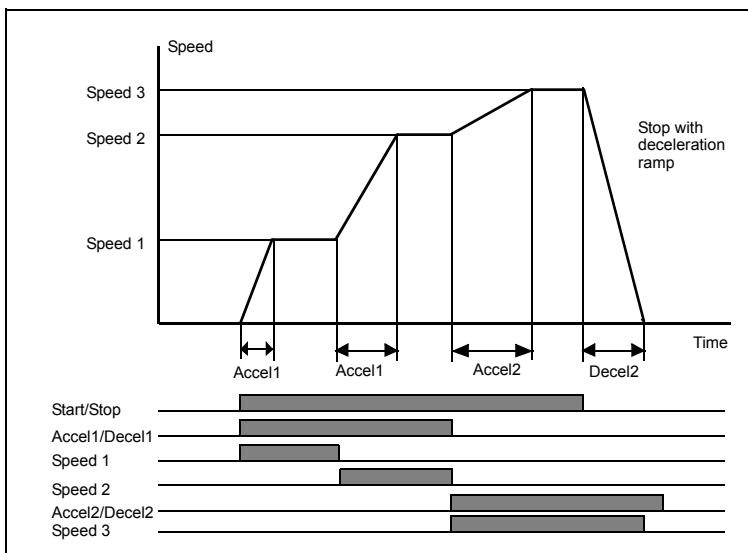 Speed
Speed 3
Speed 2
Stop with
deceleration
ramp
Speed 1
Time
Accel1
Accel1
Accel2
Decel2
Start/Stop
Accel1/Decel1
Speed 1
Speed 2
Accel2/Decel2
Speed 3